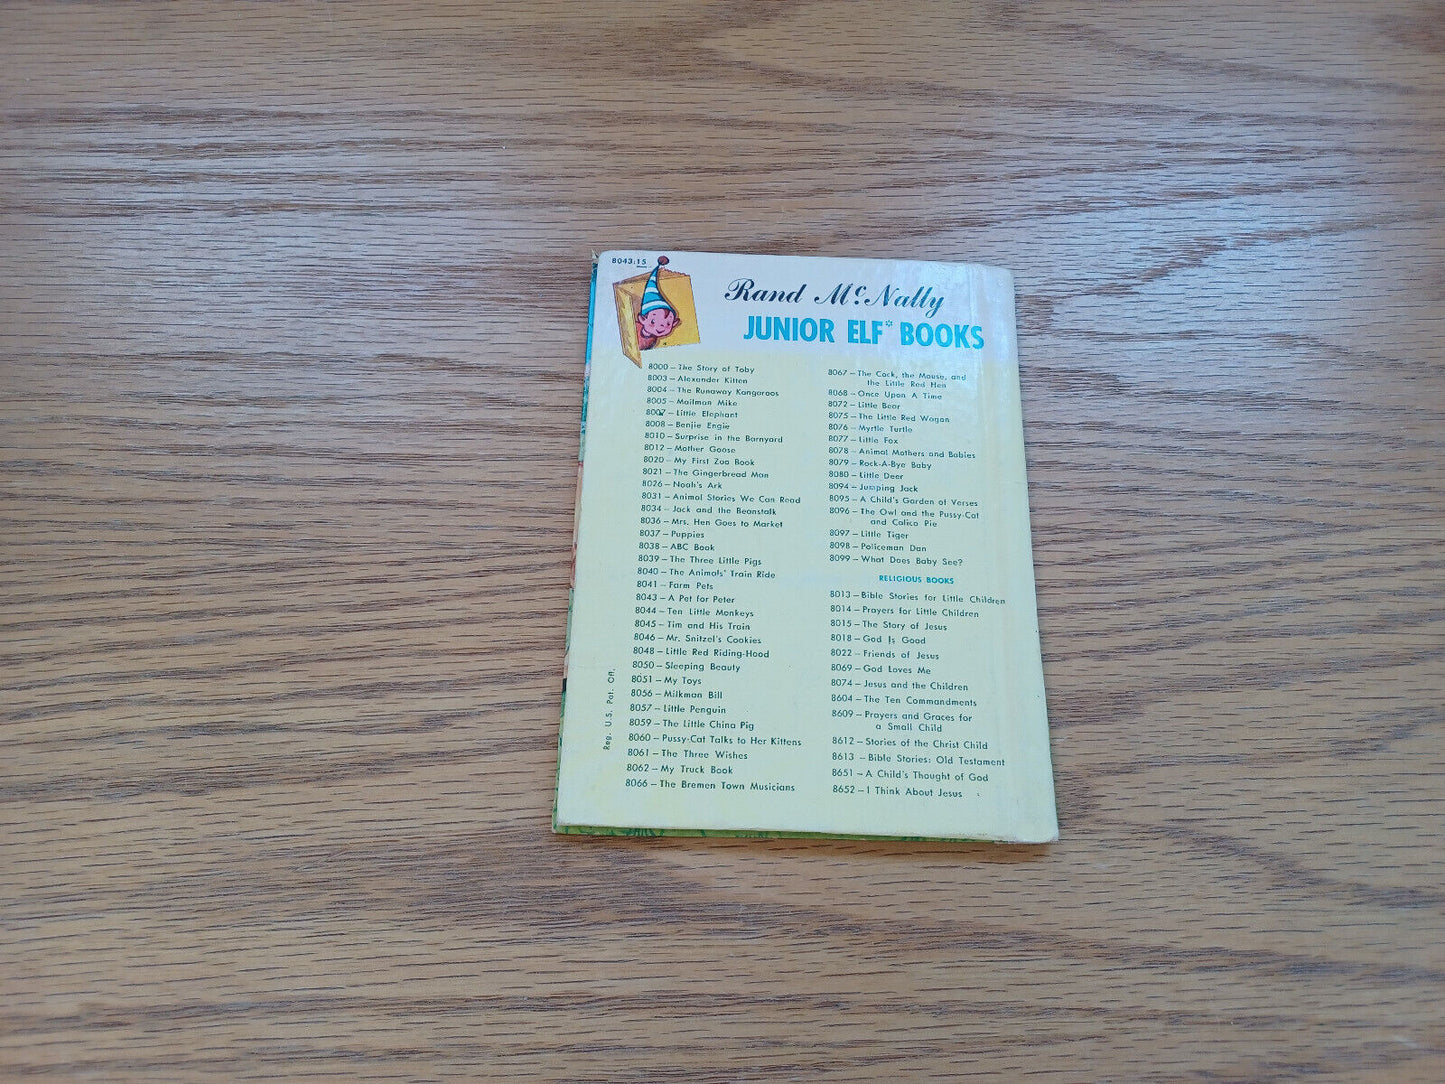 8043:15
Rand McNally
JUNIOR ELF* BOOKS
8000 – The Story of Toby
8003 – Alexander Kitten
8004 – The Runaway Kangaroos
8005 – Mailman Mike
8007 – Little Elephant
8008 – Benjie Engie
8010 – Surprise in the Barnyard
8012 – Mother Goose
8020 – My First Zoo Book
8021 – The Gingerbread Man
8026 – Noah's Ark
8031 – Animal Stories We Can Read
8034 – Jack and the Beanstalk
8036 – Mrs. Hen Goes to Market
8037 – Puppies
8038 – ABC Book
8039 – The Three Little Pigs
8040 – The Animals' Train Ride
8041 – Farm Pets
8043 – A Pet for Peter
8044 – Ten Little Monkeys
8045 – Tim and His Train
8046 – Mr. Snitzel's Cookies
8048 – Little Red Riding-Hood
8050 – Sleeping Beauty
8051 – My Toys
8056 – Milkman Bill
8057 – Little Penguin
8059 – The Little China Pig
8060 – Pussy-Cat Talks to Her Kittens
8061 – The Three Wishes
8062 – My Truck Book
8066 – The Bremen Town Musicians
8067 – The Cock, the Mouse, and
the Little Red Hen
8068 – Once Upon A Time
8072 – Little Bear
8075 – The Little Red Wagon
8076 – Myrtle Turtle
8077 – Little Fox
8078 – Animal Mothers and Babies
8079 – Rock-A-Bye Baby
8080 – Little Deer
8094 – Jumping Jack
8095 – A Child's Garden of Verses
8096 – The Owl and the Pussy-Cat
and Calico Pie
8097 – Little Tiger
8098 – Policeman Dan
8099 – What Does Baby See?
RELIGIOUS BOOKS
8013 – Bible Stories for Little Children
8014 – Prayers for Little Children
8015 – The Story of Jesus
8018 – God Is Good
8022 – Friends of Jesus
8069 – God Loves Me
8074 – Jesus and the Children
8604 – The Ten Commandments
8609 – Prayers and Graces for
a Small Child
8612 – Stories of the Christ Child
8613 – Bible Stories: Old Testament
8651 – A Child's Thought of God
8652 – I Think About Jesus
Reg. U.S. Pat. Off.